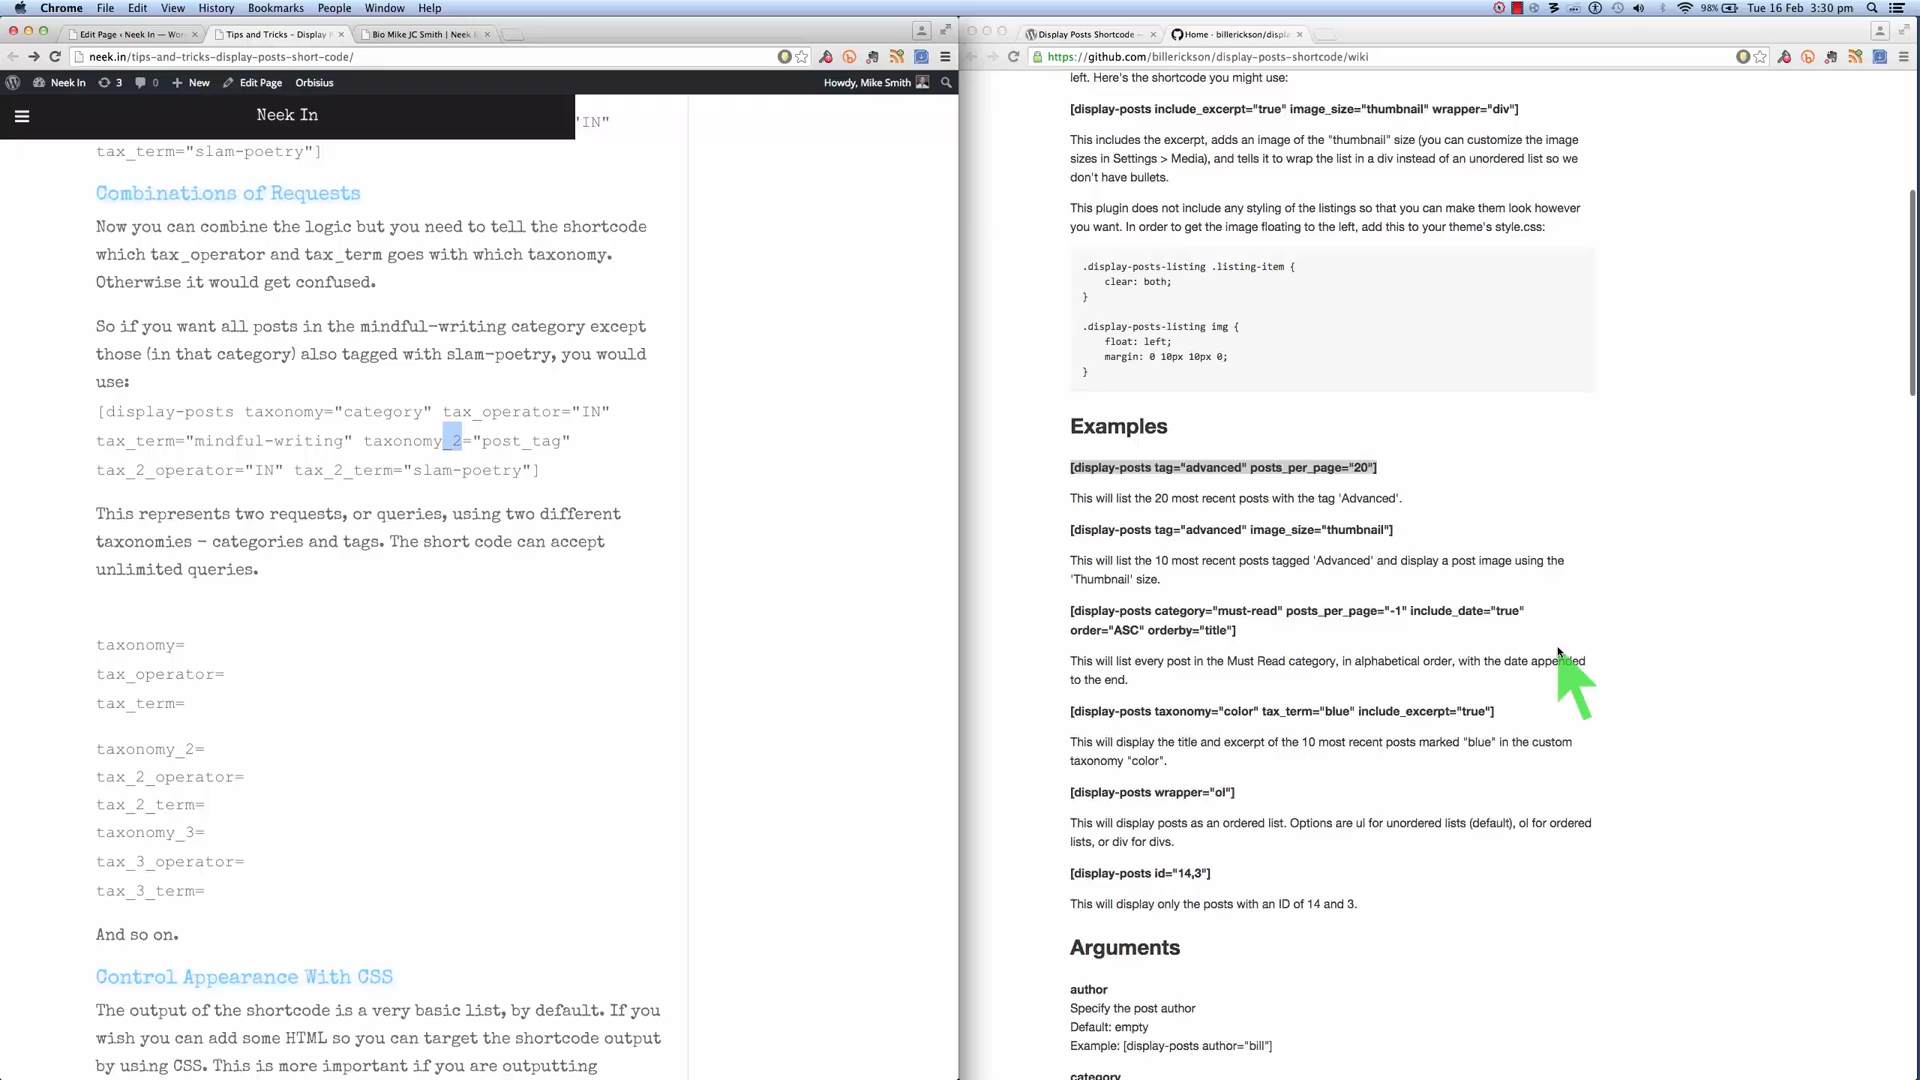 Chrome File Edit View History Bookmarks People Window Help
98% Tue 16 Feb 3:30 pm
Edit Page ‹ Neek In — Wor
Tips and Tricks - Display
Bio Mike JC Smith | Neek
neek.in/tips-and-tricks-display-posts-short-code/
Neek In 3 0 New Edit Page Orbisius
Howdy, Mike Smith
Neek In
"IN"
tax_term="slam-poetry"]
Combinations of Requests
Now you can combine the logic but you need to tell the shortcode
which tax_operator and tax_term goes with which taxonomy.
Otherwise it would get confused.
So if you want all posts in the mindful-writing category except
those (in that category) also tagged with slam-poetry, you would
use:
[display-posts taxonomy="category" tax_operator="IN"
tax_term="mindful-writing" taxonomy_2="post_tag"
tax_2_operator="IN" tax_2_term="slam-poetry"]
This represents two requests, or queries, using two different
taxonomies - categories and tags. The short code can accept
unlimited queries.
taxonomy=
tax_operator=
tax_term=
taxonomy_2=
tax_2_operator=
tax_2_term=
taxonomy_3=
tax_3_operator=
tax_3_term=
And so on.
Control Appearance With CSS
The output of the shortcode is a very basic list, by default. If you
wish you can add some HTML so you can target the shortcode output
by using CSS. This is more important if you are outputting
Display Posts Shortcode
Home · billerickson/displa
https://github.com/billerickson/display-posts-shortcode/wiki
left. Here's the shortcode you might use:
[display-posts include_excerpt="true" image_size="thumbnail" wrapper="div"]
This includes the excerpt, adds an image of the "thumbnail" size (you can customize the image
sizes in Settings > Media), and tells it to wrap the list in a div instead of an unordered list so we
don't have bullets.
This plugin does not include any styling of the listings so that you can make them look however
you want. In order to get the image floating to the left, add this to your theme's style.css:
.display-posts-listing .listing-item {
clear: both;
}
.display-posts-listing img {
float: left;
margin: 0 10px 10px 0;
}
Examples
[display-posts tag="advanced" posts_per_page="20"]
This will list the 20 most recent posts with the tag 'Advanced'.
[display-posts tag="advanced" image_size="thumbnail"]
This will list the 10 most recent posts tagged 'Advanced' and display a post image using the
'Thumbnail' size.
[display-posts category="must-read" posts_per_page="-1" include_date="true"
order="ASC" orderby="title"]
This will list every post in the Must Read category, in alphabetical order, with the date appended
to the end.
[display-posts taxonomy="color" tax_term="blue" include_excerpt="true"]
This will display the title and excerpt of the 10 most recent posts marked "blue" in the custom
taxonomy "color".
[display-posts wrapper="ol"]
This will display posts as an ordered list. Options are ul for unordered lists (default), ol for ordered
lists, or div for divs.
[display-posts id="14,3"]
This will display only the posts with an ID of 14 and 3.
Arguments
author
Specify the post author
Default: empty
Example: [display-posts author="bill"]
category